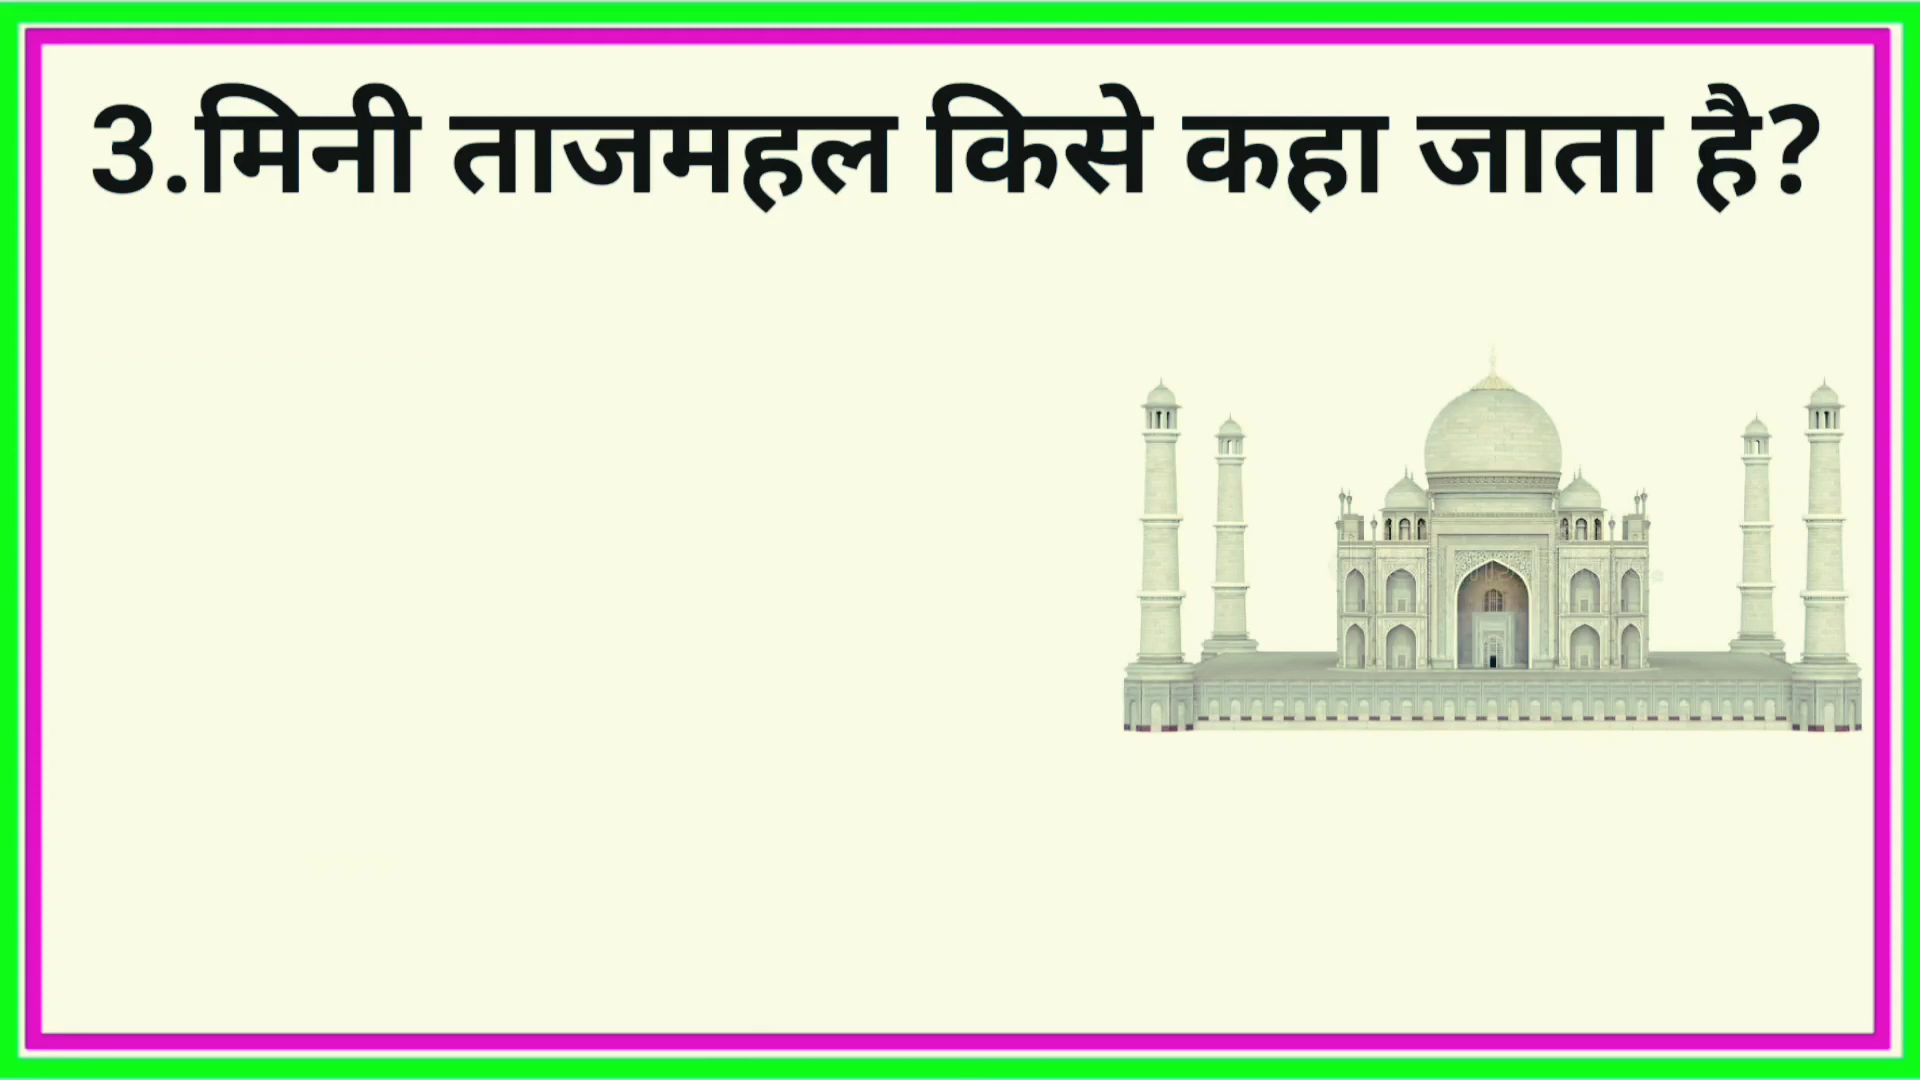 3.मिनी ताजमहल किसे कहा जाता है?